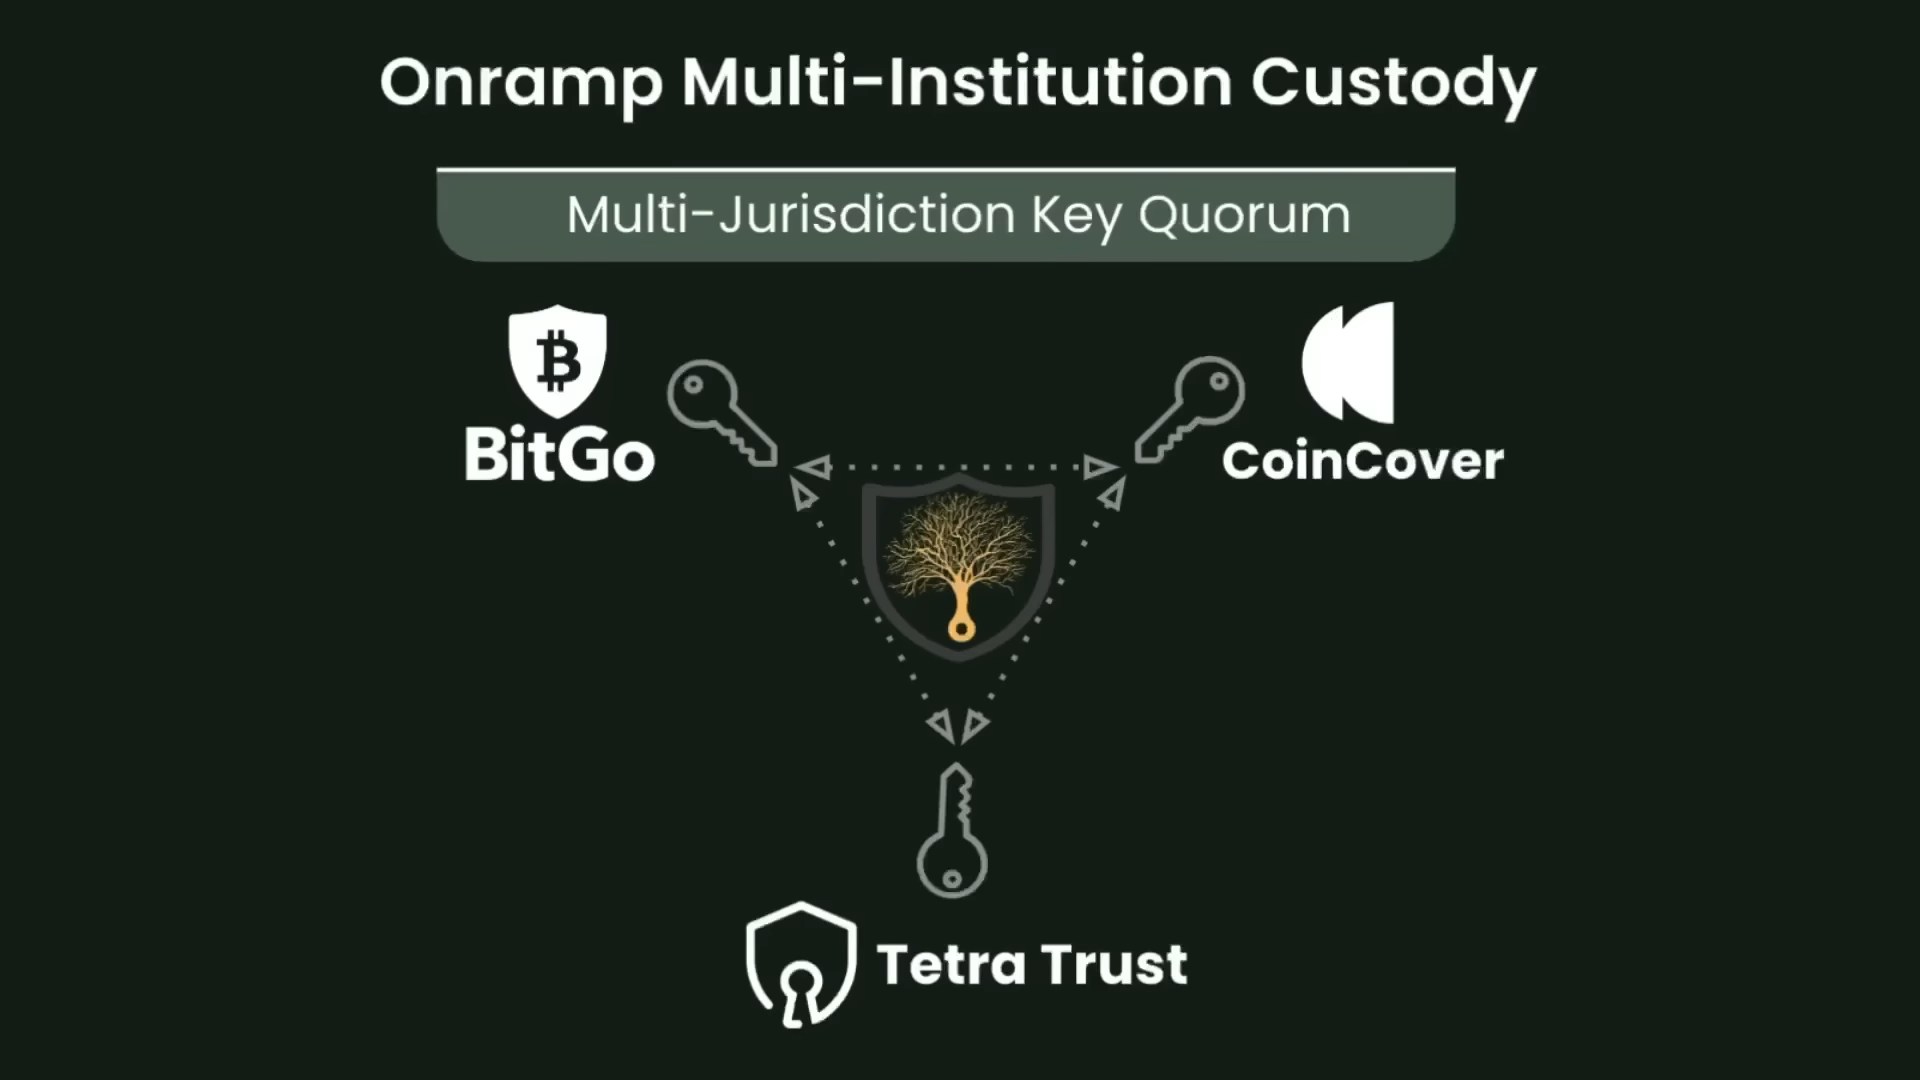 Onramp Multi-Institution Custody
Multi-Jurisdiction Key Quorum
BitGo
CoinCover
Tetra Trust